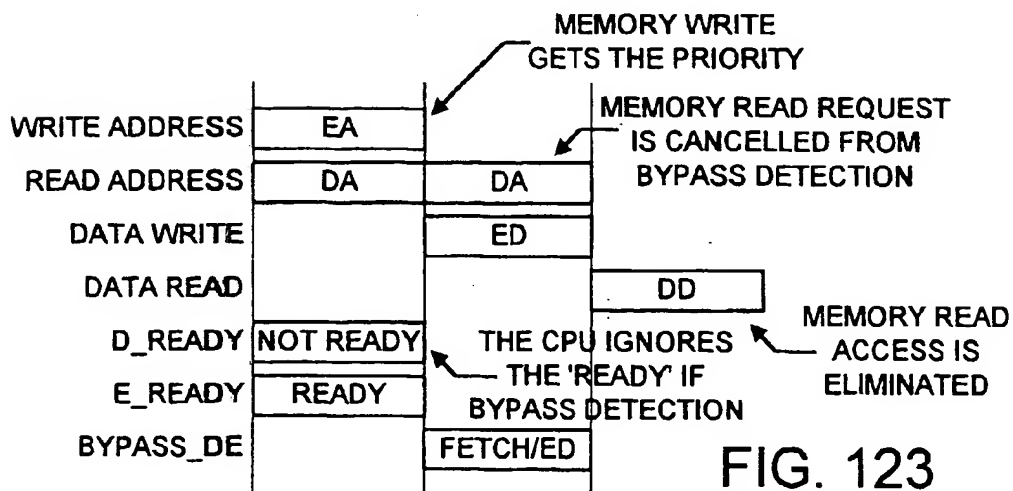 MEMORY WRITE
GETS THE PRIORITY
WRITE ADDRESS EA
MEMORY READ REQUEST
IS CANCELLED FROM
BYPASS DETECTION
READ ADDRESS DA DA
DATA WRITE ED
DATA READ DD
D_READY NOT READY
THE CPU IGNORES
THE 'READY' IF
BYPASS DETECTION
MEMORY READ
ACCESS IS
ELIMINATED
E_READY READY
BYPASS_DE FETCH/ED
FIG. 123